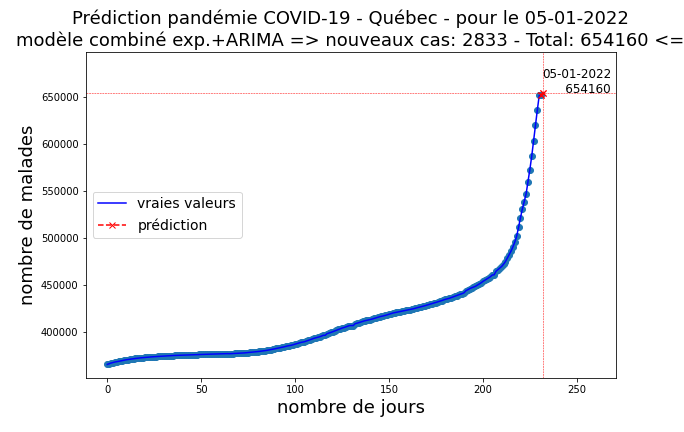 Prédiction pandémie COVID-19 - Québec - pour le 05-01-2022
modèle combiné exp.+ARIMA => nouveaux cas: 2833 - Total: 654160 <=
05-01-2022
654160
650000
600000
550000
500000
450000
400000
nombre de malades
vraies valeurs
prédiction
0 50 100 150 200 250
nombre de jours